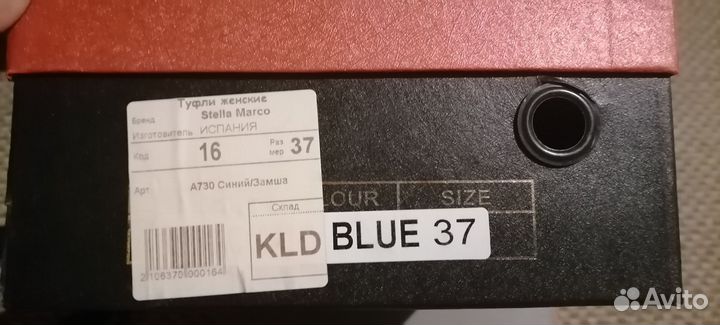 Туфли женские
Бренд Stella Marco
Изготовитель ИСПАНИЯ
Код 16 Раз мер 37
Арт. A730 Синий/Замша
LOUR SIZE
Склад
KLD BLUE 37
Avito